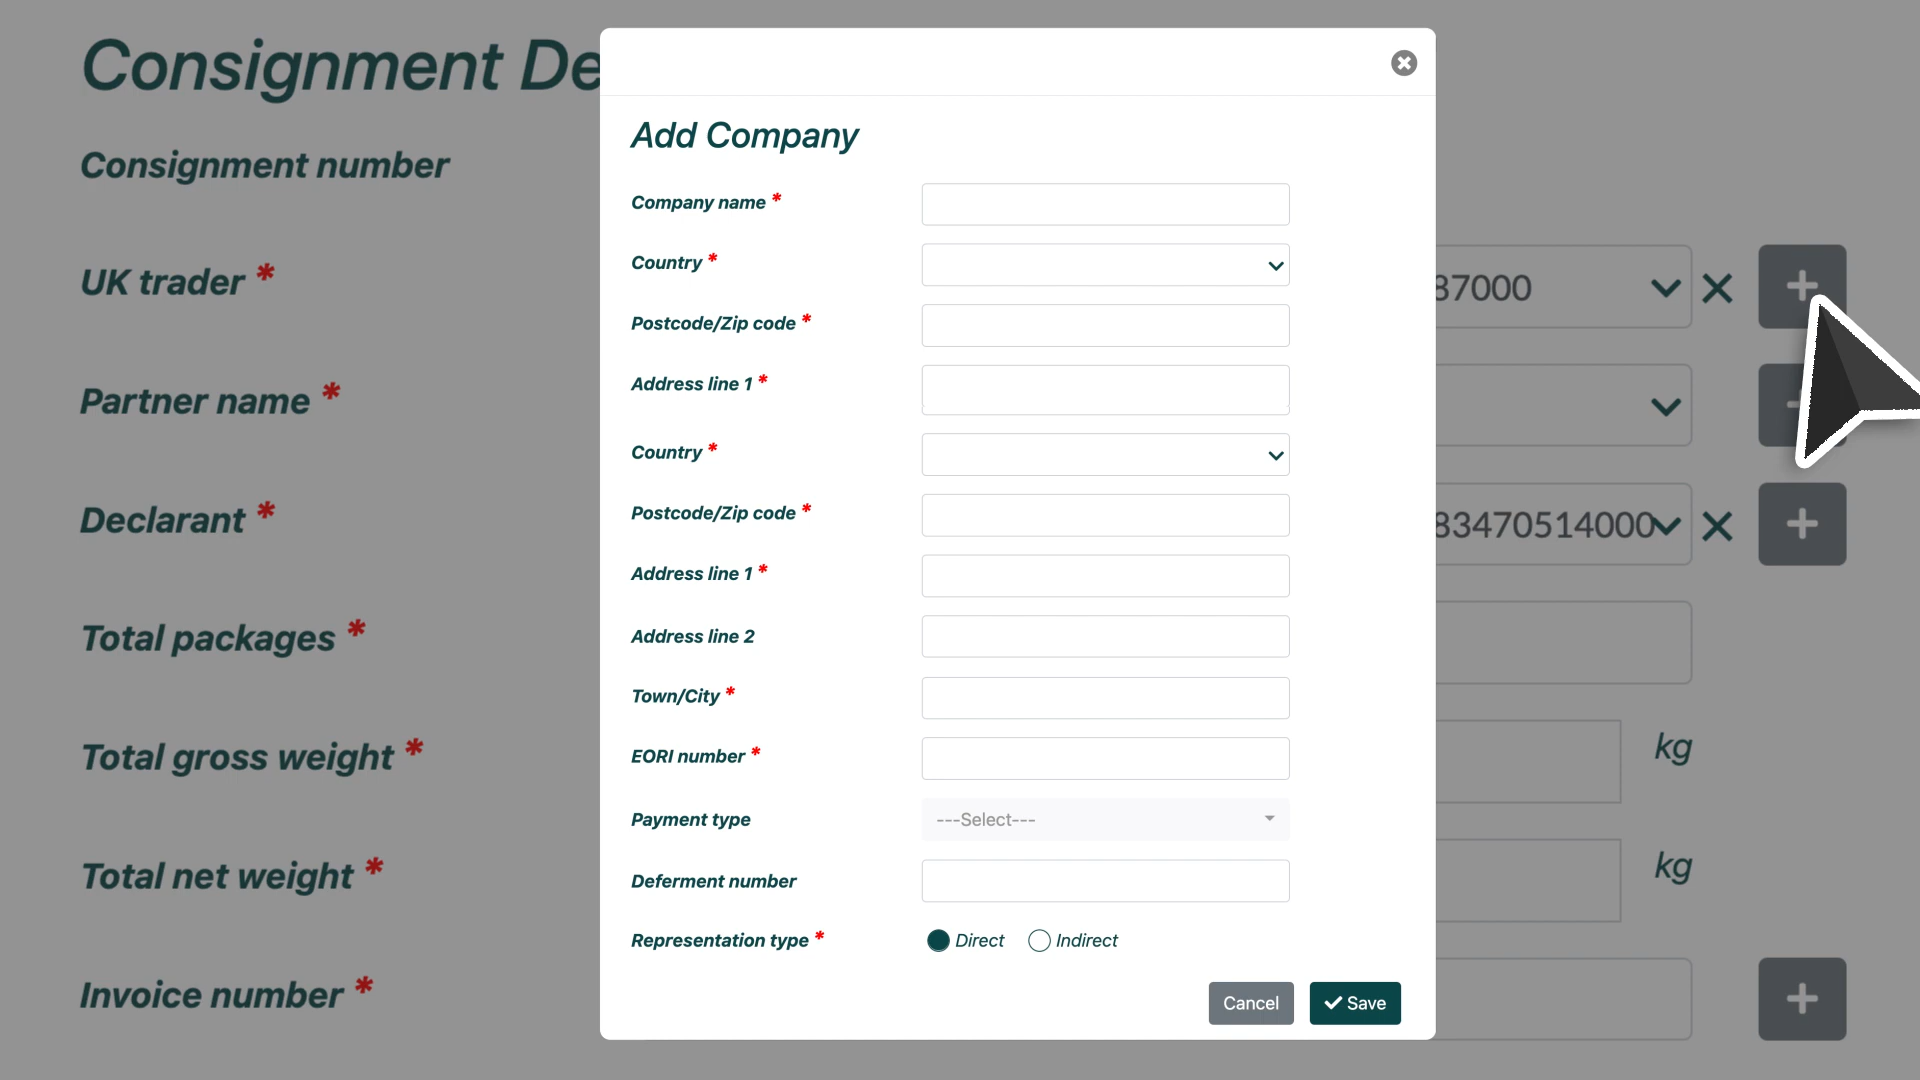 Consignment De
Consignment number
UK trader *
87000
Partner name *
Declarant *
83470514000
Total packages *
Total gross weight *
kg
Total net weight *
kg
Invoice number *
Add Company
Company name *
Country *
Postcode/Zip code *
Address line 1 *
Country *
Postcode/Zip code *
Address line 1 *
Address line 2
Town/City *
EORI number *
Payment type
---Select---
Deferment number
Representation type *
Direct
Indirect
Cancel
Save